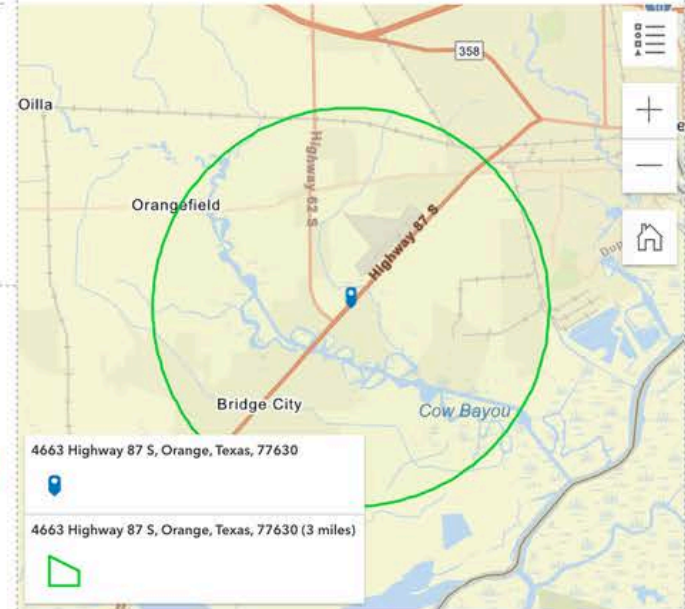 358
Oilla
Highway 62 S
Orangefield
Highway 87 S
Bridge City
Cow Bayou
4663 Highway 87 S, Orange, Texas, 77630
4663 Highway 87 S, Orange, Texas, 77630 (3 miles)